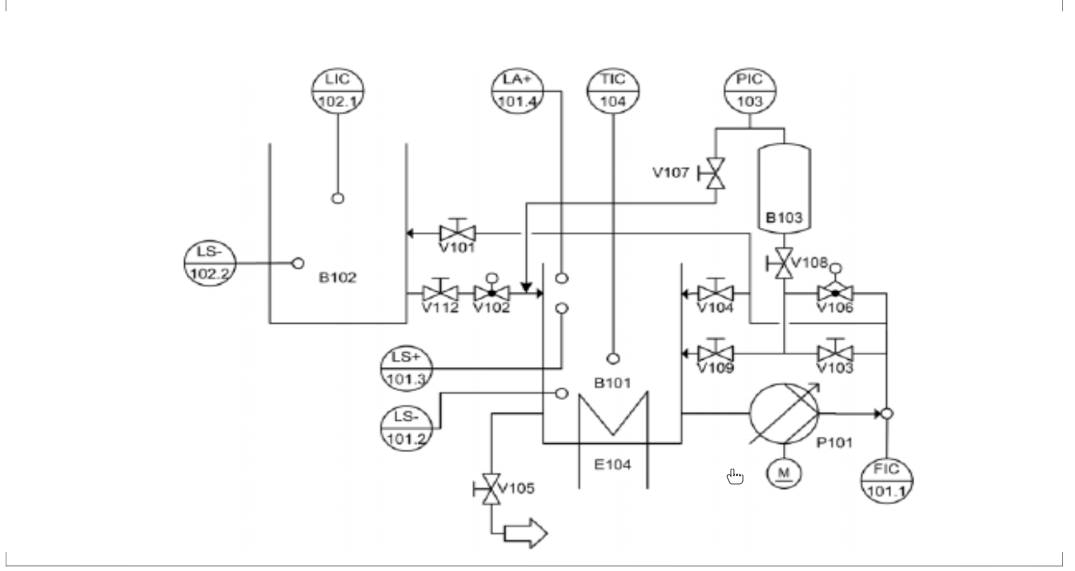 LIC
102.1
LA+
101.4
TIC
104
PIC
103
V107
B103
V101
LS-
102.2
B102
V108
V112
V102
V104
V106
LS+
101.3
B101
V109
V103
LS-
101.2
E104
P101
M
FIC
101.1
V105